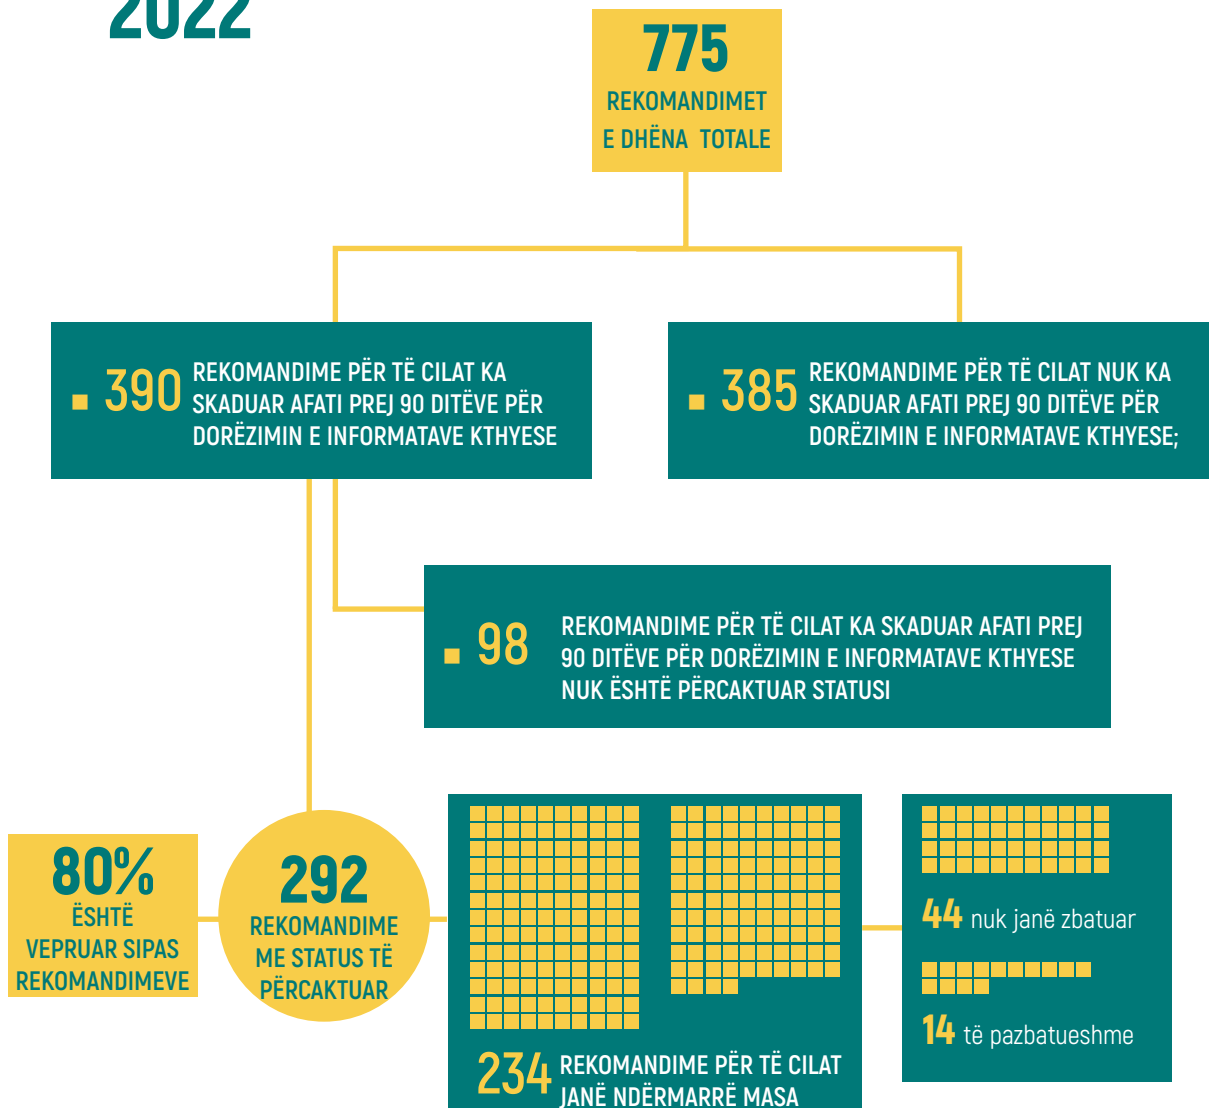 2022
775
REKOMANDIMET
E DHËNA TOTALE
390 REKOMANDIME PËR TË CILAT KA
SKADUAR AFATI PREJ 90 DITËVE PËR
DORËZIMIN E INFORMATAVE KTHYESE
385 REKOMANDIME PËR TË CILAT NUK KA
SKADUAR AFATI PREJ 90 DITËVE PËR
DORËZIMIN E INFORMATAVE KTHYESE;
98 REKOMANDIME PËR TË CILAT KA SKADUAR AFATI PREJ
90 DITËVE PËR DORËZIMIN E INFORMATAVE KTHYESE
NUK ËSHTË PËRCAKTUAR STATUSI
80%
ËSHTË
VEPRUAR SIPAS
REKOMANDIMEVE
292
REKOMANDIME
ME STATUS TË
PËRCAKTUAR
234 REKOMANDIME PËR TË CILAT
JANË NDËRMARRË MASA
44 nuk janë zbatuar
14 të pazbatueshme